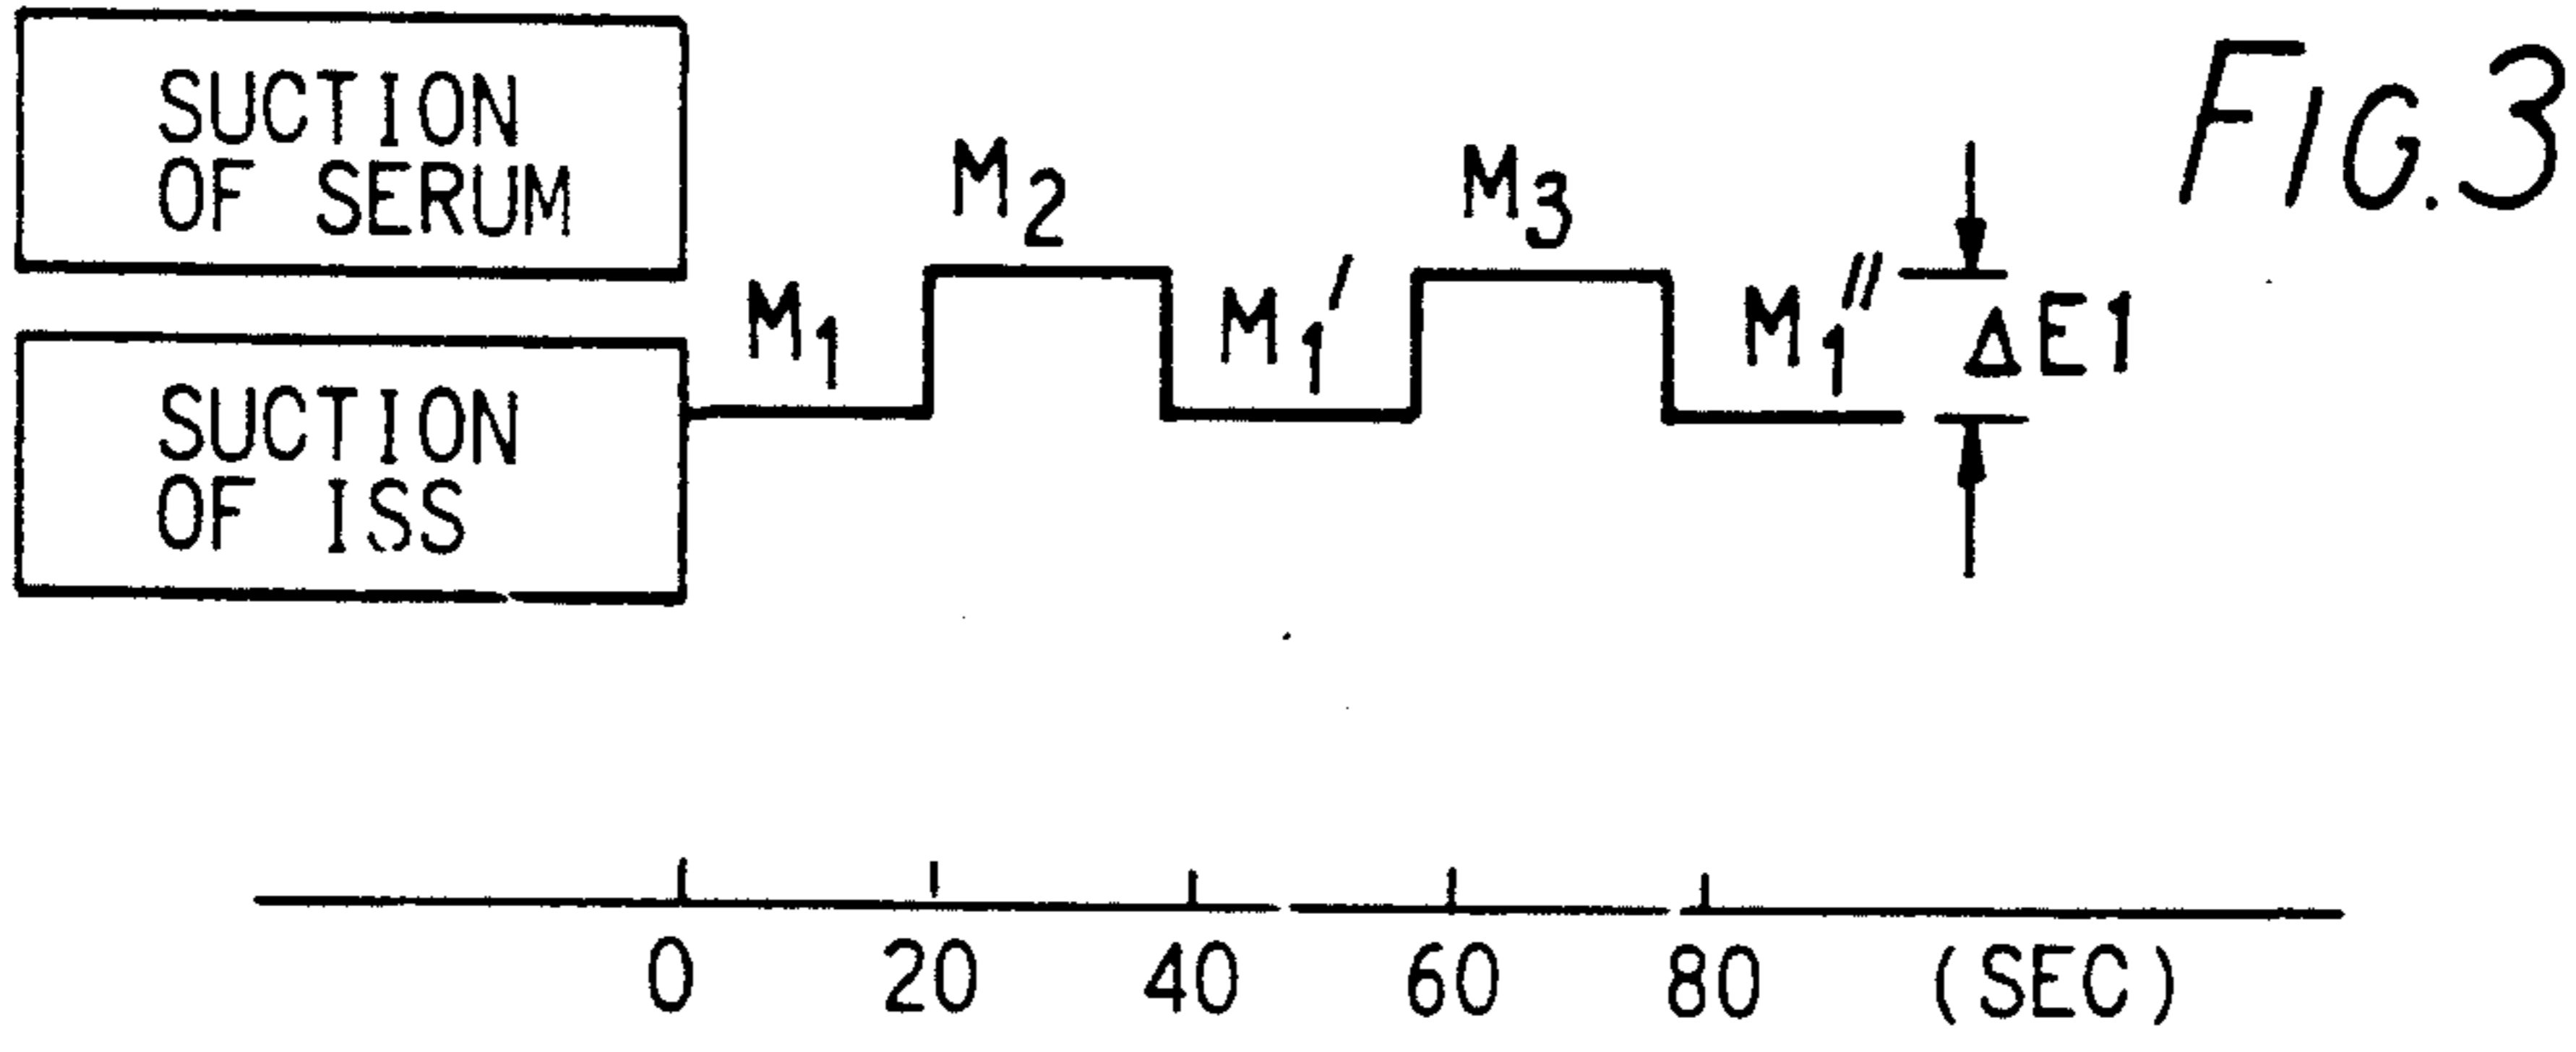 FIG. 3
SUCTION
OF SERUM
SUCTION
OF ISS
M1
M2
M1′
M3
M1″
ΔE1
0 20 40 60 80 (SEC)